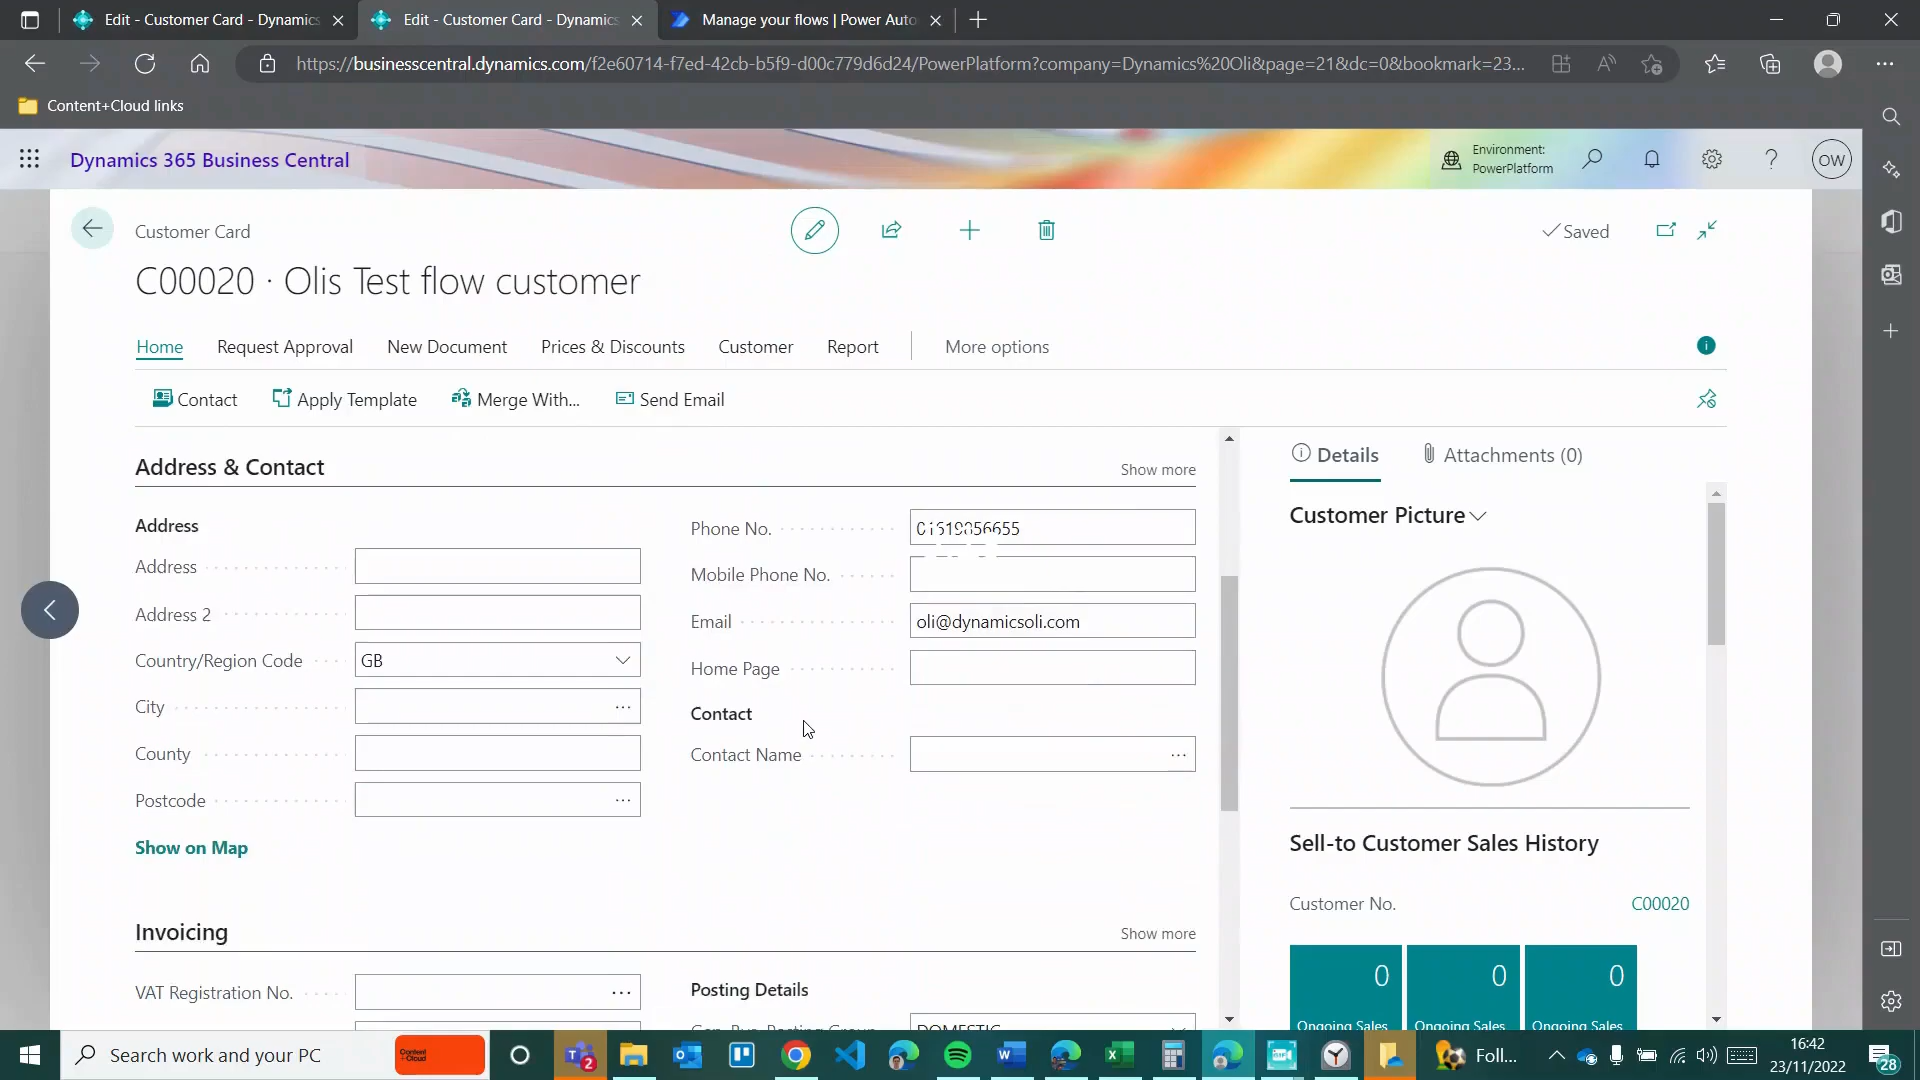 Edit - Customer Card - Dynamics
Edit - Customer Card - Dynamics
Manage your flows | Power Auto
https://businesscentral.dynamics.com/f2e60714-f7ed-42cb-b5f9-d00c779d6d24/PowerPlatform?company=Dynamics%20Oli&page=21&dc=0&bookmark=23...
Content+Cloud links
Dynamics 365 Business Central
Environment:
PowerPlatform
OW
Customer Card
Saved
C00020 · Olis Test flow customer
Home
Request Approval
New Document
Prices & Discounts
Customer
Report
More options
Contact
Apply Template
Merge With...
Send Email
Address & Contact
Show more
Address
Address
Address 2
Country/Region Code
GB
City
County
Postcode
Show on Map
Phone No.
Mobile Phone No.
Email
oli@dynamicsoli.com
Home Page
Contact
Contact Name
Invoicing
Show more
VAT Registration No.
Posting Details
DOMESTIC
Details
Attachments (0)
Customer Picture
Sell-to Customer Sales History
Customer No.
C00020
0
0
0
Ongoing Sales
Ongoing Sales
Ongoing Sales
Search work and your PC
Foll...
16:42
23/11/2022
28